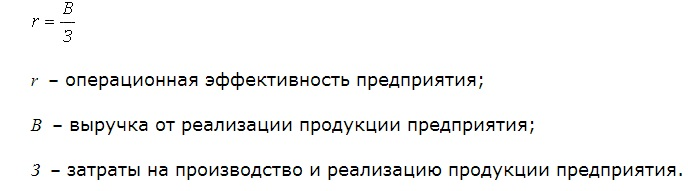 r = В/З
r – операционная эффективность предприятия;
В – выручка от реализации продукции предприятия;
З – затраты на производство и реализацию продукции предприятия.